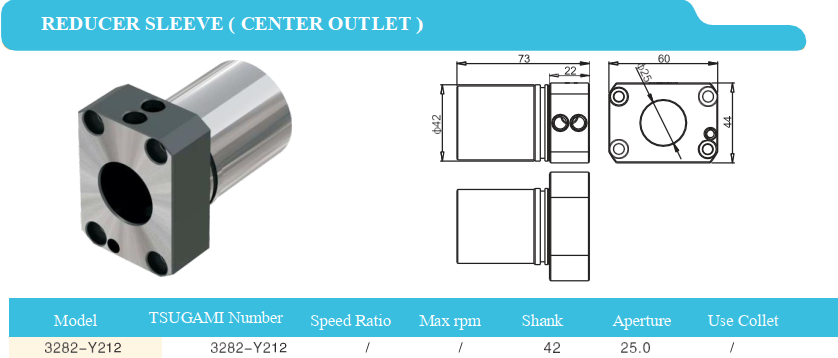 REDUCER SLEEVE ( CENTER OUTLET )
73
22
60
Φ25
Φ42
44
Model TSUGAMI Number Speed Ratio Max rpm Shank Aperture Use Collet
3282-Y212 3282-Y212 / / 42 25.0 /